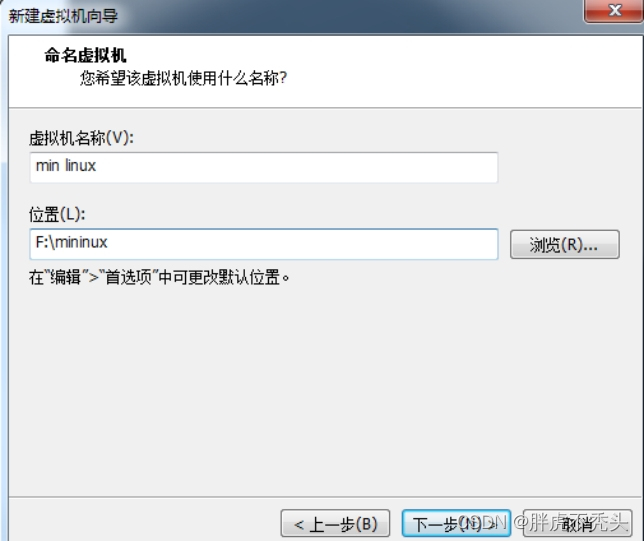 新建虚拟机向导
命名虚拟机
您希望该虚拟机使用什么名称?
虚拟机名称(V):
min linux
位置(L):
F:\mininux
浏览(R)...
在“编辑”>“首选项”中可更改默认位置。
< 上一步(B) 下一步(N) > 取消
CSDN @胖虎不秃头